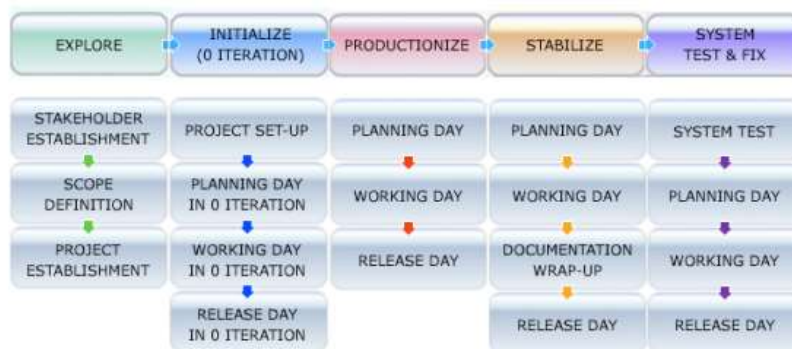 EXPLORE
INITIALIZE
(0 ITERATION)
PRODUCTIONIZE
STABILIZE
SYSTEM
TEST & FIX
STAKEHOLDER
ESTABLISHMENT
SCOPE
DEFINITION
PROJECT
ESTABLISHMENT
PROJECT SET-UP
PLANNING DAY
IN 0 ITERATION
WORKING DAY
IN 0 ITERATION
RELEASE DAY
IN 0 ITERATION
PLANNING DAY
WORKING DAY
RELEASE DAY
PLANNING DAY
WORKING DAY
DOCUMENTATION
WRAP-UP
RELEASE DAY
SYSTEM TEST
PLANNING DAY
WORKING DAY
RELEASE DAY